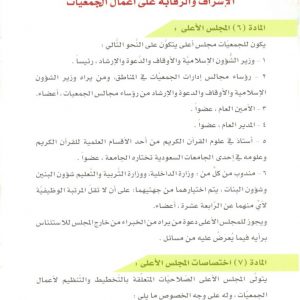 الإشراف والرقابة على أعمال الجمعيات
المادة (٦) المجلس الأعلى :
يكون للجمعيات مجلس أعلى يتكون على النحو التالي :
١ - وزير الشؤون الإسلامية والأوقاف والدعوة والإرشاد ، رئيساً .
٢ - رؤساء مجالس إدارات الجمعيات في المناطق، ومن يراه وزير الشؤون
الإسلامية والأوقاف والدعوة والإرشاد من رؤساء الجمعيات ، أعضاء.
٣ - الأمين العام ، عضوا .
٤ - المدير العام ، عضوا .
٥ - أستاذ في علوم القرآن الكريم من أحد الأقسام العلمية للقرآن الكريم
وعلومه في إحدى الجامعات السعودية تختاره الجامعة ، عضوا .
٦ - مندوب من كل من : وزارة الداخلية، ووزارة التربية والتعليم شؤون البنين
وشؤون البنات ، يتم اختيارهما من جهتيهما، على أن لا تقل المرتبة الوظيفية
لأي منهما عن الرابعة عشرة ، أعضاء.
ويجوز للمجلس الأعلى دعوة من يراه من الخبراء من خارج المجلس للاستئناس
برأيه فيما يعرض عليه من مسائل .
المادة (٧) اختصاصات المجلس الأعلى :
يتولى المجلس الأعلى الصلاحيات المتعلقة بالتخطيط والتنظيم لأعمال
الجمعيات ، وله على وجه الخصوص ما يلي :